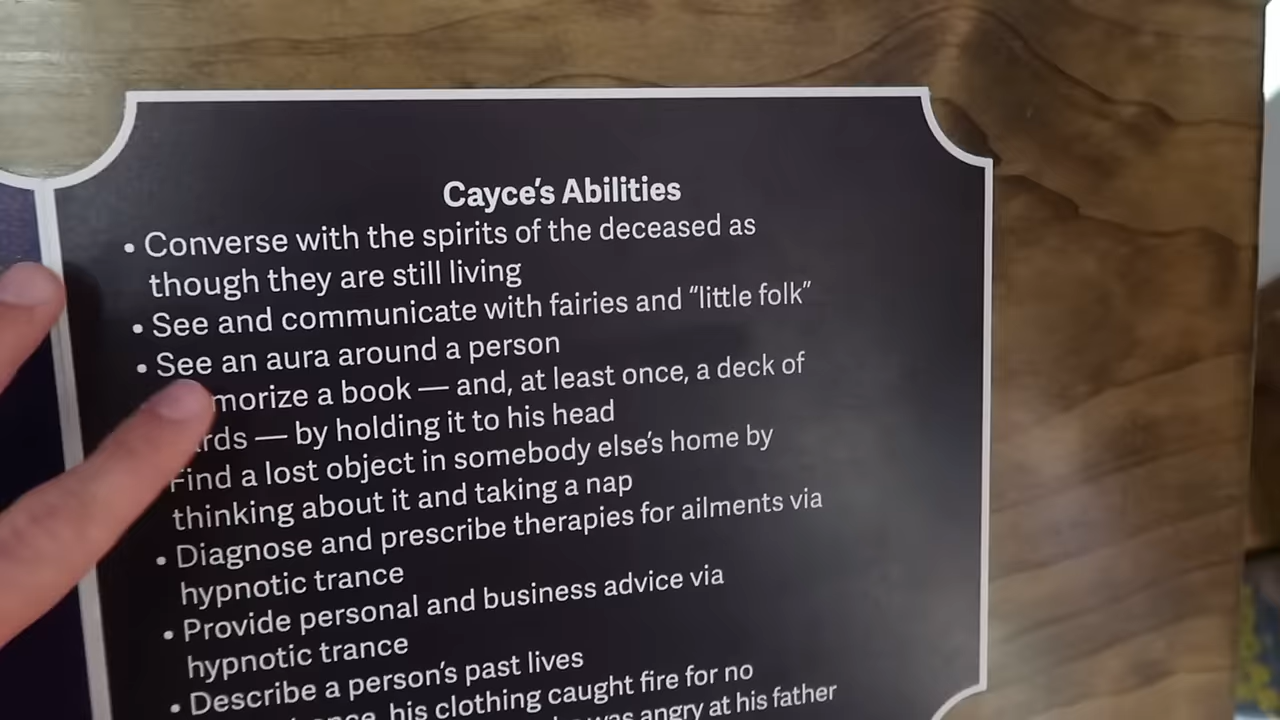 Cayce's Abilities
• Converse with the spirits of the deceased as
though they are still living
• See and communicate with fairies and "little folk"
• See an aura around a person
morize a book — and, at least once, a deck of
rds — by holding it to his head
Find a lost object in somebody else's home by
thinking about it and taking a nap
• Diagnose and prescribe therapies for ailments via
hypnotic trance
• Provide personal and business advice via
hypnotic trance
• Describe a person's past lives
his clothing caught fire for no
was angry at his father